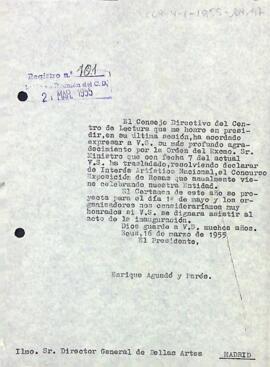 Registro n.º 101
21 MAR. 1955
El Consejo Directivo del Cen-
tro de Lectura que me honro en presi-
dir, en su última sesión, ha acordado
expresar a V.S. su más profundo agra-
decimiento por la Orden del Excmo. Sr.
Ministro que con fecha 7 del actual
V.S. ha trasladado, resolviendo declarar
de Interés Artístico Nacional, el Concurso
Exposición de Rosas que anualmente vie-
ne celebrando nuestra Entidad.
El Certamen de este año se pro-
yecta para el día 1º de mayo y los or-
ganizadores nos consideraríamos muy
honrados si V.S. se dignara asistir al
acto de la inauguración.
Dios guarde a V.S. muchos años.
Reus, 16 de marzo de 1955.
El Presidente,
Enrique Aguadé y Parés.
Ilmo. Sr. Director General de Bellas Artes
MADRID